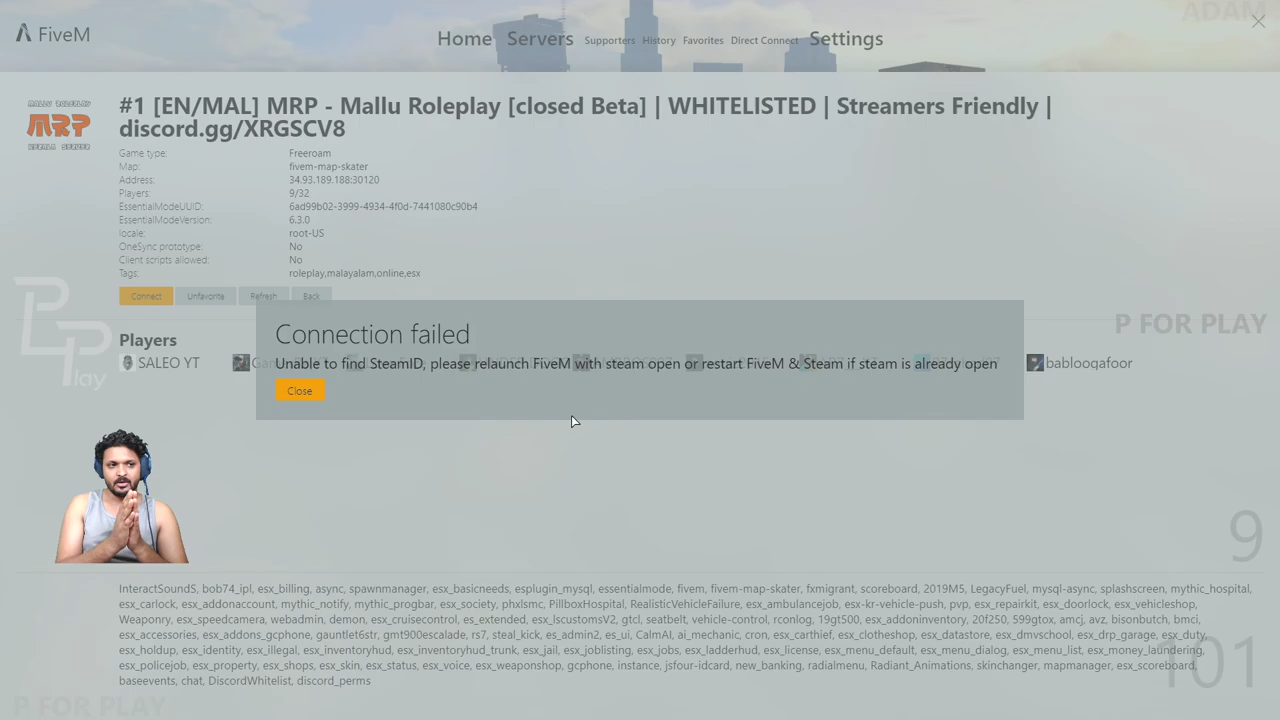 ADAM
FiveM
Home Servers Supporters History Favorites Direct Connect Settings
MALLU ROLEPLAY
MRP
KERALA SERVER
#1 [EN/MAL] MRP - Mallu Roleplay [closed Beta] | WHITELISTED | Streamers Friendly |
discord.gg/XRGSCV8
Game type: Freeroam
Map: fivem-map-skater
Address: 34.93.189.188:30120
Players: 9/32
EssentialModeUUID: 6ad99b02-3999-4934-4f0d-7441080c90b4
EssentialModeVersion: 6.3.0
locale: root-US
OneSync prototype: No
Client scripts allowed: No
Tags: roleplay,malayalam,online,esx
Connect Unfavorite Refresh Back
P Play
P FOR PLAY
Connection failed
Players
SALEO YT
bablooqafoor
Unable to find SteamID, please relaunch FiveM with steam open or restart FiveM & Steam if steam is already open
Close
9
InteractSoundS, bob74_ipl, esx_billing, async, spawnmanager, esx_basicneeds, esplugin_mysql, essentialmode, fivem, fivem-map-skater, fxmigrant, scoreboard, 2019M5, LegacyFuel, mysql-async, splashscreen, mythic_hospital,
esx_carlock, esx_addonaccount, mythic_notify, mythic_progbar, esx_society, phxlsmc, PillboxHospital, RealisticVehicleFailure, esx_ambulancejob, esx-kr-vehicle-push, pvp, esx_repairkit, esx_doorlock, esx_vehicleshop,
Weaponry, esx_speedcamera, webadmin, demon, esx_cruisecontrol, es_extended, esx_lscustomsV2, gtcl, seatbelt, vehicle-control, rconlog, 19gt500, esx_addoninventory, 20f250, 599gtox, amcj, avz, bisonbutch, bmci,
esx_accessories, esx_addons_gcphone, gauntlet6str, gmt900escalade, rs7, steal_kick, es_admin2, es_ui, CalmAI, ai_mechanic, cron, esx_carthief, esx_clotheshop, esx_datastore, esx_dmvschool, esx_drp_garage, esx_duty,
esx_holdup, esx_identity, esx_illegal, esx_inventoryhud, esx_inventoryhud_trunk, esx_jail, esx_joblisting, esx_jobs, esx_ladderhud, esx_license, esx_menu_default, esx_menu_dialog, esx_menu_list, esx_money_laundering,
esx_policejob, esx_property, esx_shops, esx_skin, esx_status, esx_voice, esx_weaponshop, gcphone, instance, jsfour-idcard, new_banking, radialmenu, Radiant_Animations, skinchanger, mapmanager, esx_scoreboard,
baseevents, chat, DiscordWhitelist, discord_perms
101
P FOR PLAY